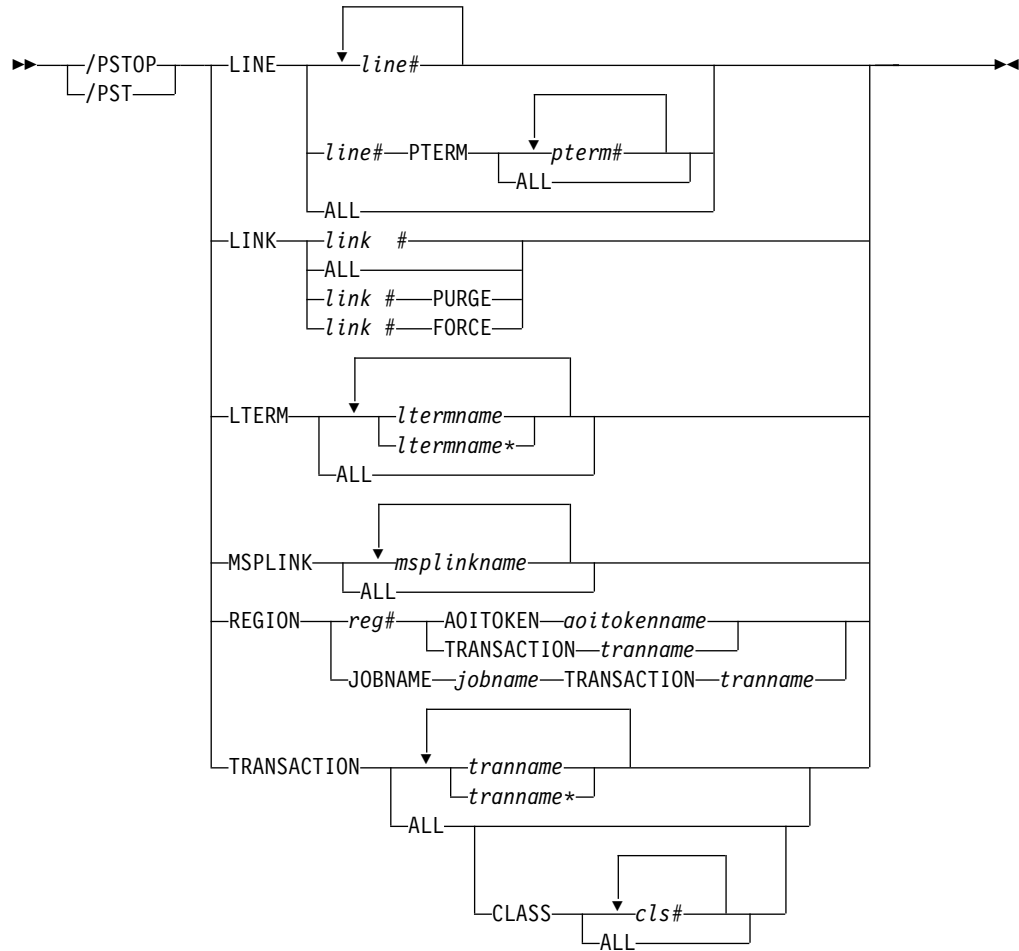 /PSTOP LINE line#
/PST
line# PTERM pterm#
ALL
ALL
LINK link #
ALL
link # PURGE
link # FORCE
LTERM ltermname
ltermname*
ALL
MSPLINK msplinkname
ALL
REGION reg# AOITOKEN aoitokenname
TRANSACTION tranname
JOBNAME jobname TRANSACTION tranname
TRANSACTION tranname
tranname*
ALL
CLASS cls#
ALL